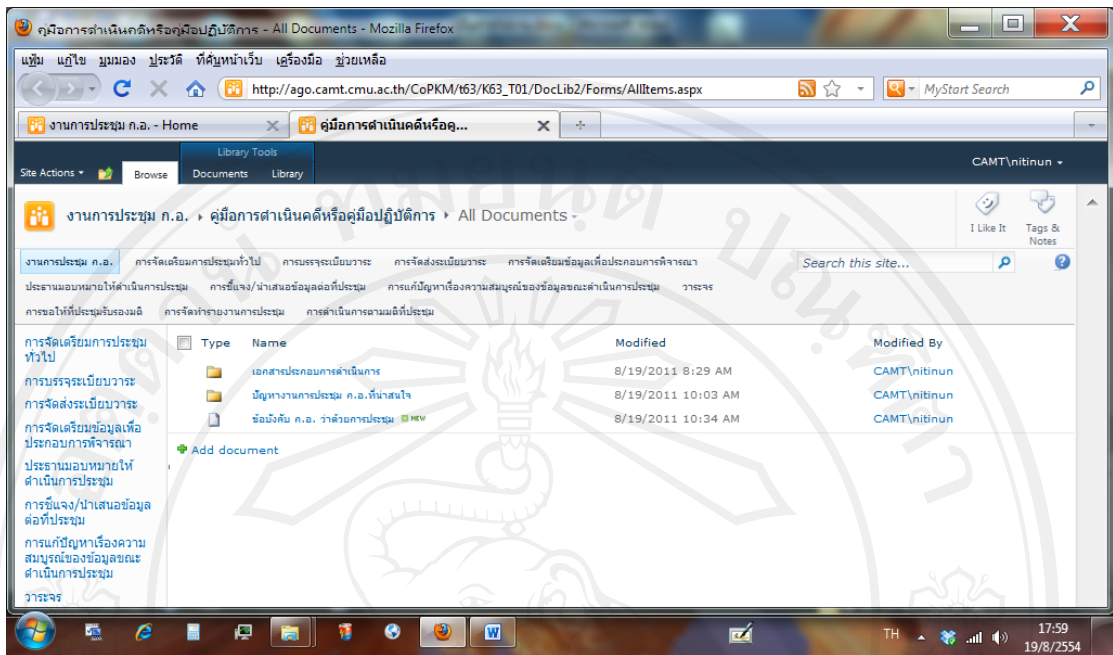 คู่มือการดำเนินคดีหรือคู่มือปฏิบัติการ - All Documents - Mozilla Firefox
แฟ้ม แก้ไข มุมมอง ประวัติ ที่คั่นหน้าเว็บ เครื่องมือ ช่วยเหลือ
http://ago.camt.cmu.ac.th/CoPKM/t63/K63_T01/DocLib2/Forms/AllItems.aspx MyStart Search
งานการประชุม ก.อ. - Home คู่มือการดำเนินคดีหรือคู...
Library Tools
Site Actions Browse Documents Library CAMT\nitinun
งานการประชุม ก.อ. คู่มือการดำเนินคดีหรือคู่มือปฏิบัติการ All Documents
I Like It Tags & Notes
งานการประชุม ก.อ. การจัดเตรียมการประชุมทั่วไป การบรรจุระเบียบวาระ การจัดส่งระเบียบวาระ การจัดเตรียมข้อมูลเพื่อประกอบการพิจารณา Search this site...
ประธานมอบหมายให้ดำเนินการประชุม การชี้แจง/นำเสนอข้อมูลต่อที่ประชุม การแก้ปัญหาเรื่องความสมบูรณ์ของข้อมูลขณะดำเนินการประชุม วาระจร
การขอให้ที่ประชุมรับรองมติ การจัดทำรายงานการประชุม การดำเนินการตามมติที่ประชุม
การจัดเตรียมการประชุม
ทั่วไป
การบรรจุระเบียบวาระ
การจัดส่งระเบียบวาระ
การจัดเตรียมข้อมูลเพื่อ
ประกอบการพิจารณา
ประธานมอบหมายให้
ดำเนินการประชุม
การชี้แจง/นำเสนอข้อมูล
ต่อที่ประชุม
การแก้ปัญหาเรื่องความ
สมบูรณ์ของข้อมูลขณะ
ดำเนินการประชุม
วาระจร
Type Name Modified Modified By
เอกสารประกอบการดำเนินการ 8/19/2011 8:29 AM CAMT\nitinun
ปัญหางานการประชุม ก.อ.ที่น่าสนใจ 8/19/2011 10:03 AM CAMT\nitinun
ข้อบังคับ ก.อ. ว่าด้วยการประชุม NEW 8/19/2011 10:34 AM CAMT\nitinun
Add document
TH 17:59
19/8/2554